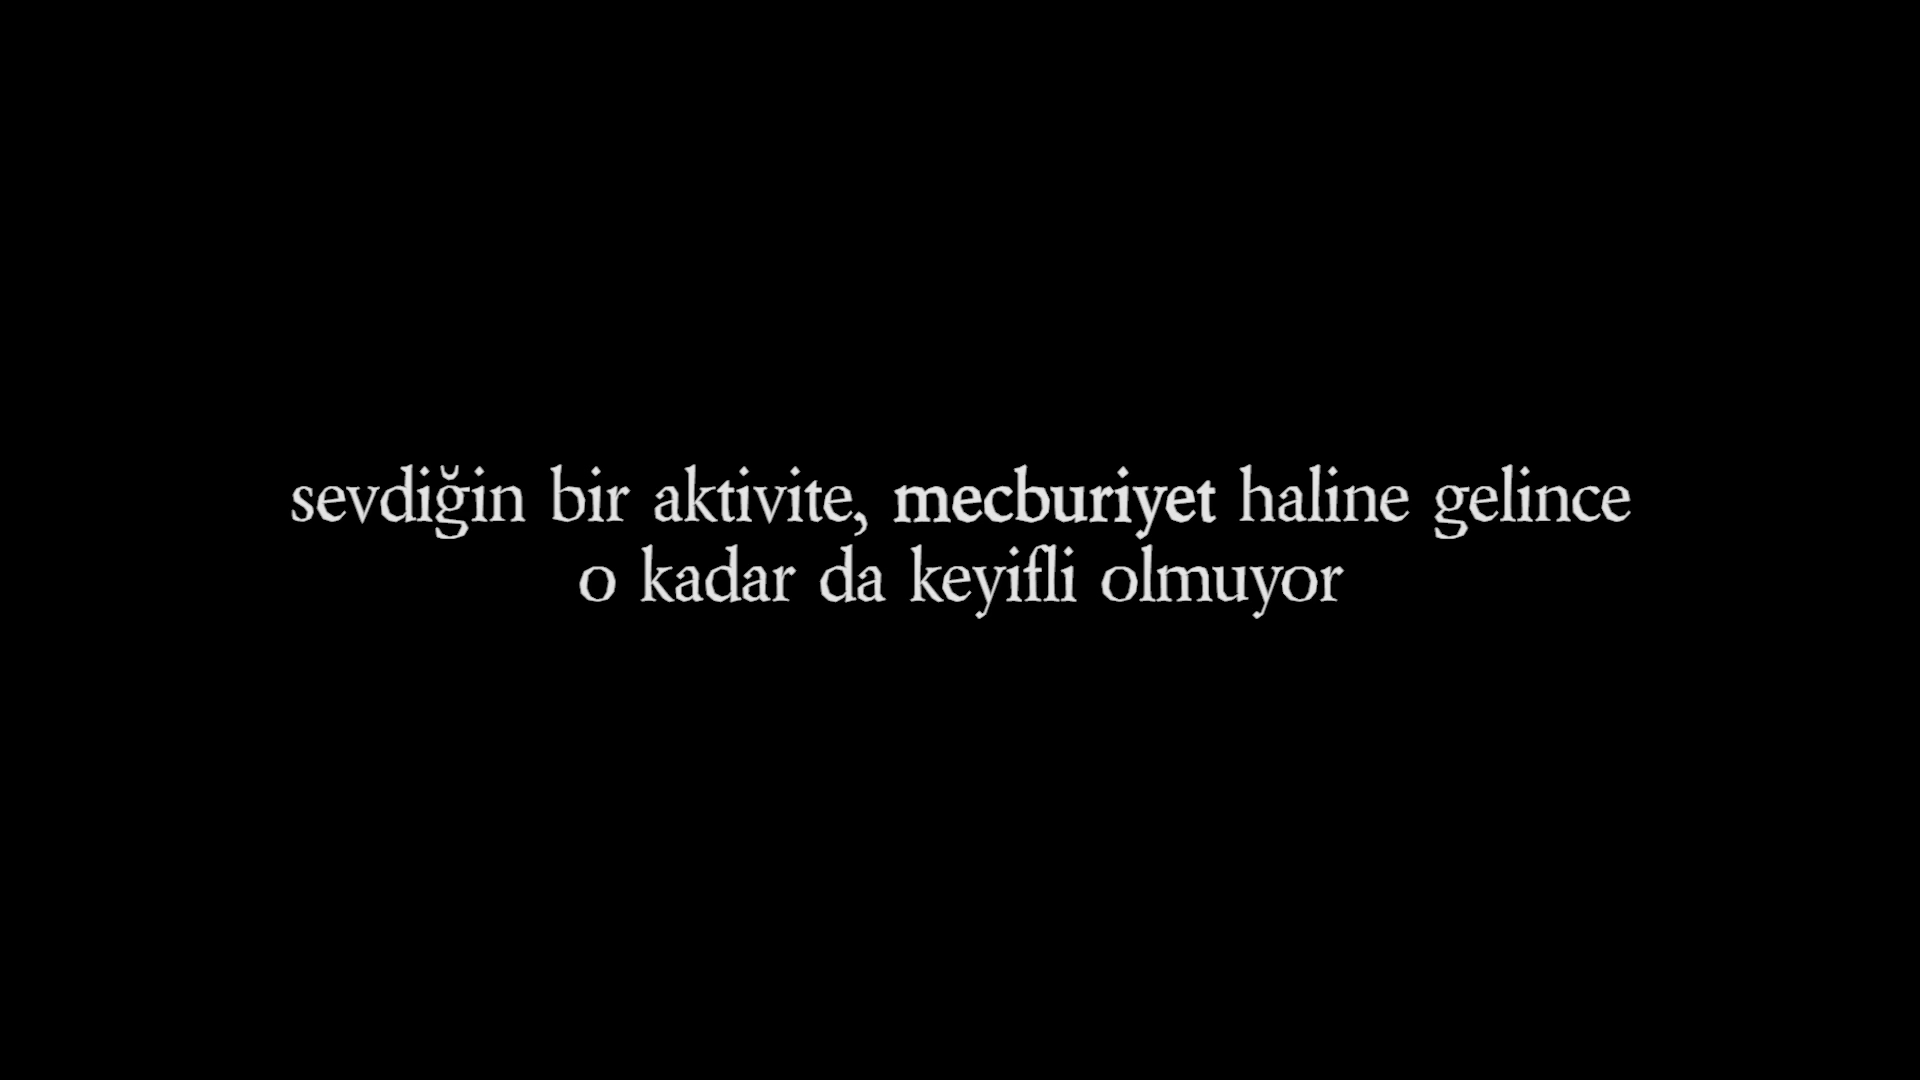 sevdiğin bir aktivite, mecburiyet haline gelince
o kadar da keyifli olmuyor